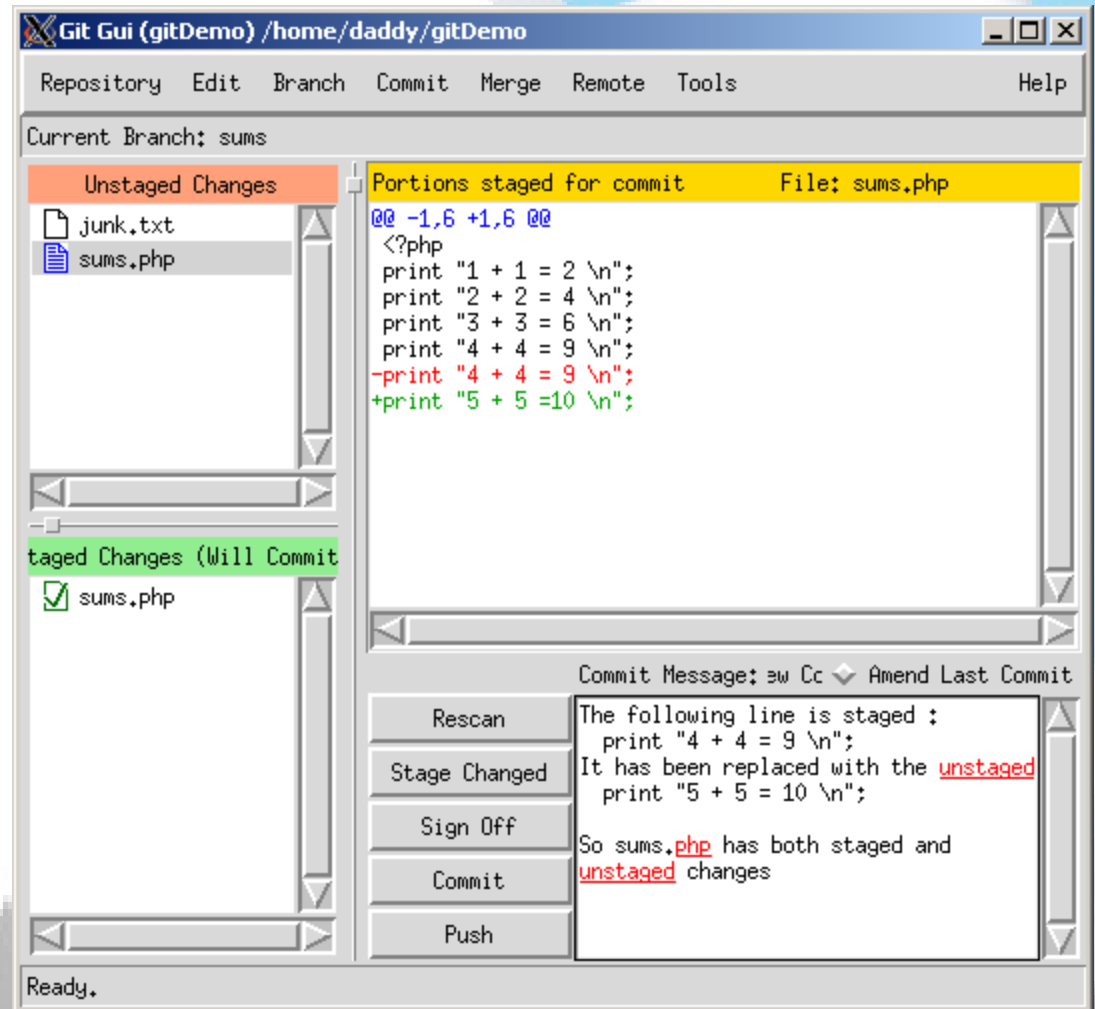 Git Gui (gitDemo) /home/daddy/gitDemo
Repository Edit Branch Commit Merge Remote Tools Help
Current Branch: sums
Unstaged Changes
junk.txt
sums.php
taged Changes (Will Commit
sums.php
Portions staged for commit File: sums.php
@@ -1,6 +1,6 @@
 <?php
 print "1 + 1 = 2 \n";
 print "2 + 2 = 4 \n";
 print "3 + 3 = 6 \n";
 print "4 + 4 = 9 \n";
-print "4 + 4 = 9 \n";
+print "5 + 5 =10 \n";
Commit Message: ew Co Amend Last Commit
Rescan
Stage Changed
Sign Off
Commit
Push
The following line is staged :
  print "4 + 4 = 9 \n";
It has been replaced with the unstaged
  print "5 + 5 = 10 \n";
So sums.php has both staged and
unstaged changes
Ready.